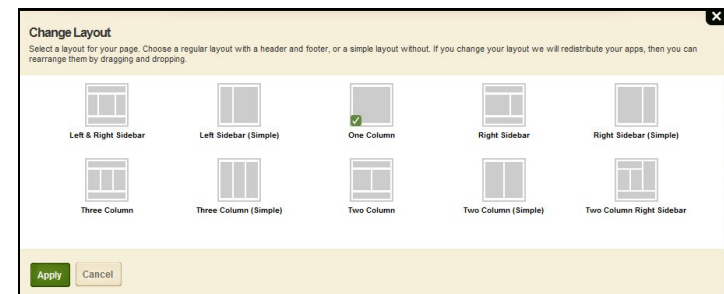 Change Layout
Select a layout for your page. Choose a regular layout with a header and footer, or a simple layout without. If you change your layout we will redistribute your apps, then you can
rearrange them by dragging and dropping.
Left & Right Sidebar
Left Sidebar (Simple)
One Column
Right Sidebar
Right Sidebar (Simple)
Three Column
Three Column (Simple)
Two Column
Two Column (Simple)
Two Column Right Sidebar
Apply
Cancel